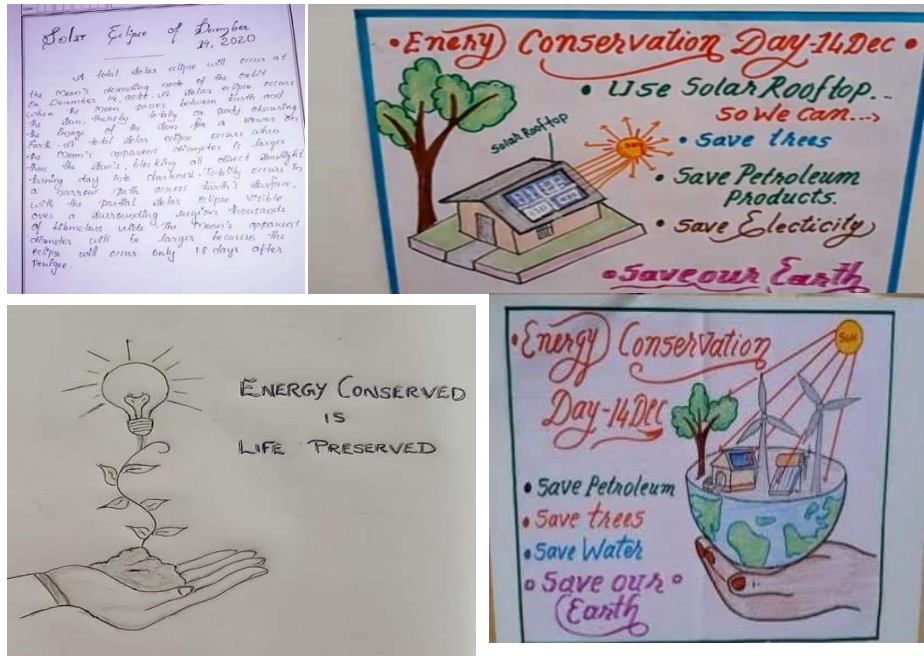 Solar Eclipse of December
14, 2020
A total solar eclipse will occur at
the Moon's descending node of the orbit
on December 14, 2020. A solar eclipse occurs
when the Moon passes between Earth and
the Sun, thereby totally or partly obscuring
the image of the Sun for a viewer on
Earth. A total solar eclipse occurs when
the Moon's apparent diameter is larger
than the Sun's, blocking all direct sunlight
turning day into darkness. Totality occurs in
a narrow path across Earth's surface,
with the partial solar eclipse visible
over a surrounding region thousands
of kilometres wide. The Moon's apparent
diameter will be larger because the
eclipse will occur only 1.8 days after
Perigee.
• Enery Conservation Day-14 Dec •
• Use Solar Rooftop...
So We Can...→
Solar Rooftop
SUN
• Save trees
• Save Petroleum
Products.
• Save Electicity
• Save our Earth
ENERGY CONSERVED
IS
LIFE PRESERVED
• Energy Conservation
SUN
Day-14 Dec
• Save Petroleum
• Save trees
• Save Water
• Save our •
Earth